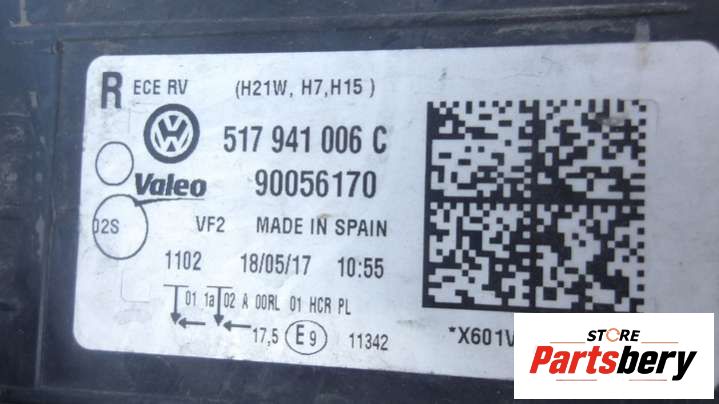 R ECE RV (H21W, H7,H15)
517 941 006 C
Valeo 90056170
02S VF2 MADE IN SPAIN
1102 18/05/17 10:55
01 1a 02 A 00RL 01 HCR PL
17,5 E9 11342 *X601V
STORE
Partsbery